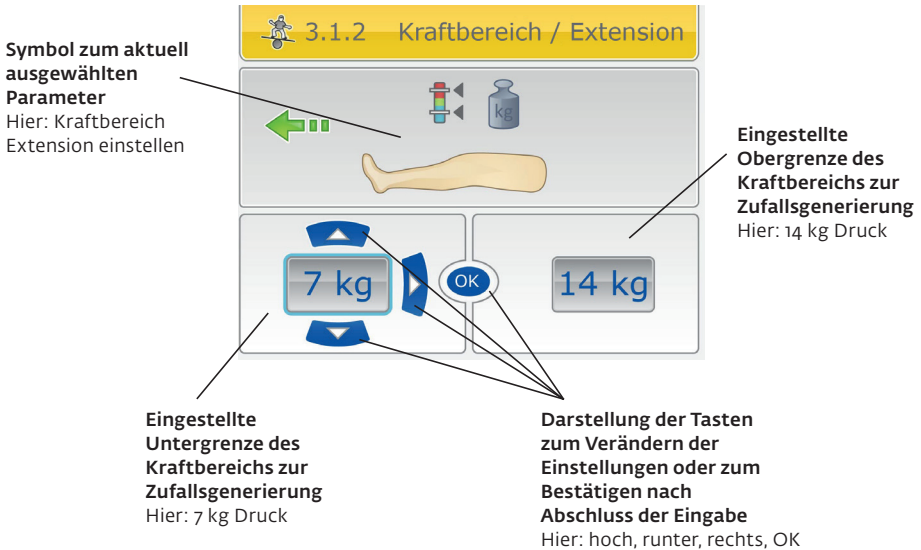 3.1.2 Kraftbereich / Extension
Symbol zum aktuell
ausgewählten
Parameter
Hier: Kraftbereich
Extension einstellen
kg
Eingestellte
Obergrenze des
Kraftbereichs zur
Zufallsgenerierung
Hier: 14 kg Druck
7 kg
OK
14 kg
Eingestellte
Untergrenze des
Kraftbereichs zur
Zufallsgenerierung
Hier: 7 kg Druck
Darstellung der Tasten
zum Verändern der
Einstellungen oder zum
Bestätigen nach
Abschluss der Eingabe
Hier: hoch, runter, rechts, OK